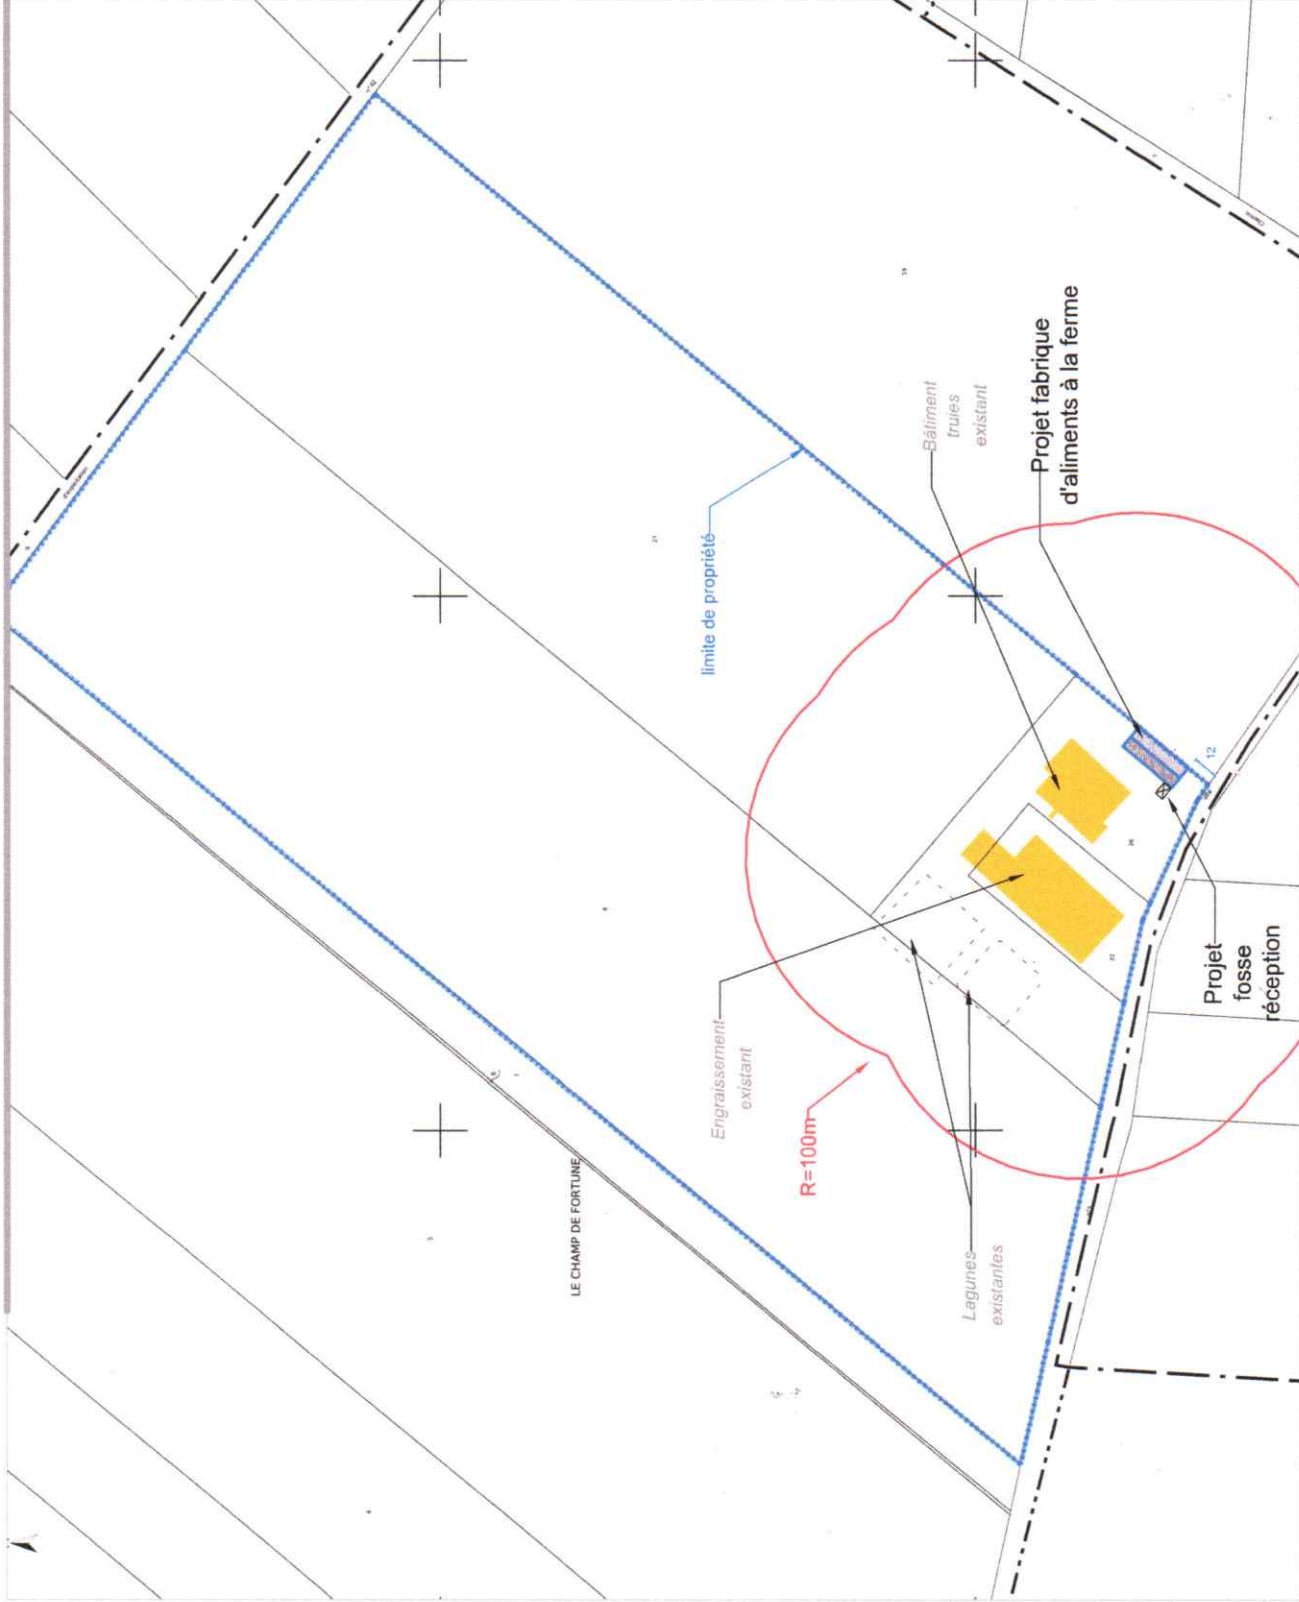 d'exploitation
limite de propriété
Bâtiment
truies
existant
Projet fabrique
d'aliments à la ferme
12
LE CHAMP DE FORTUNE
Engraissement
existant
R=100m
Lagunes
existantes
Projet
fosse
réception